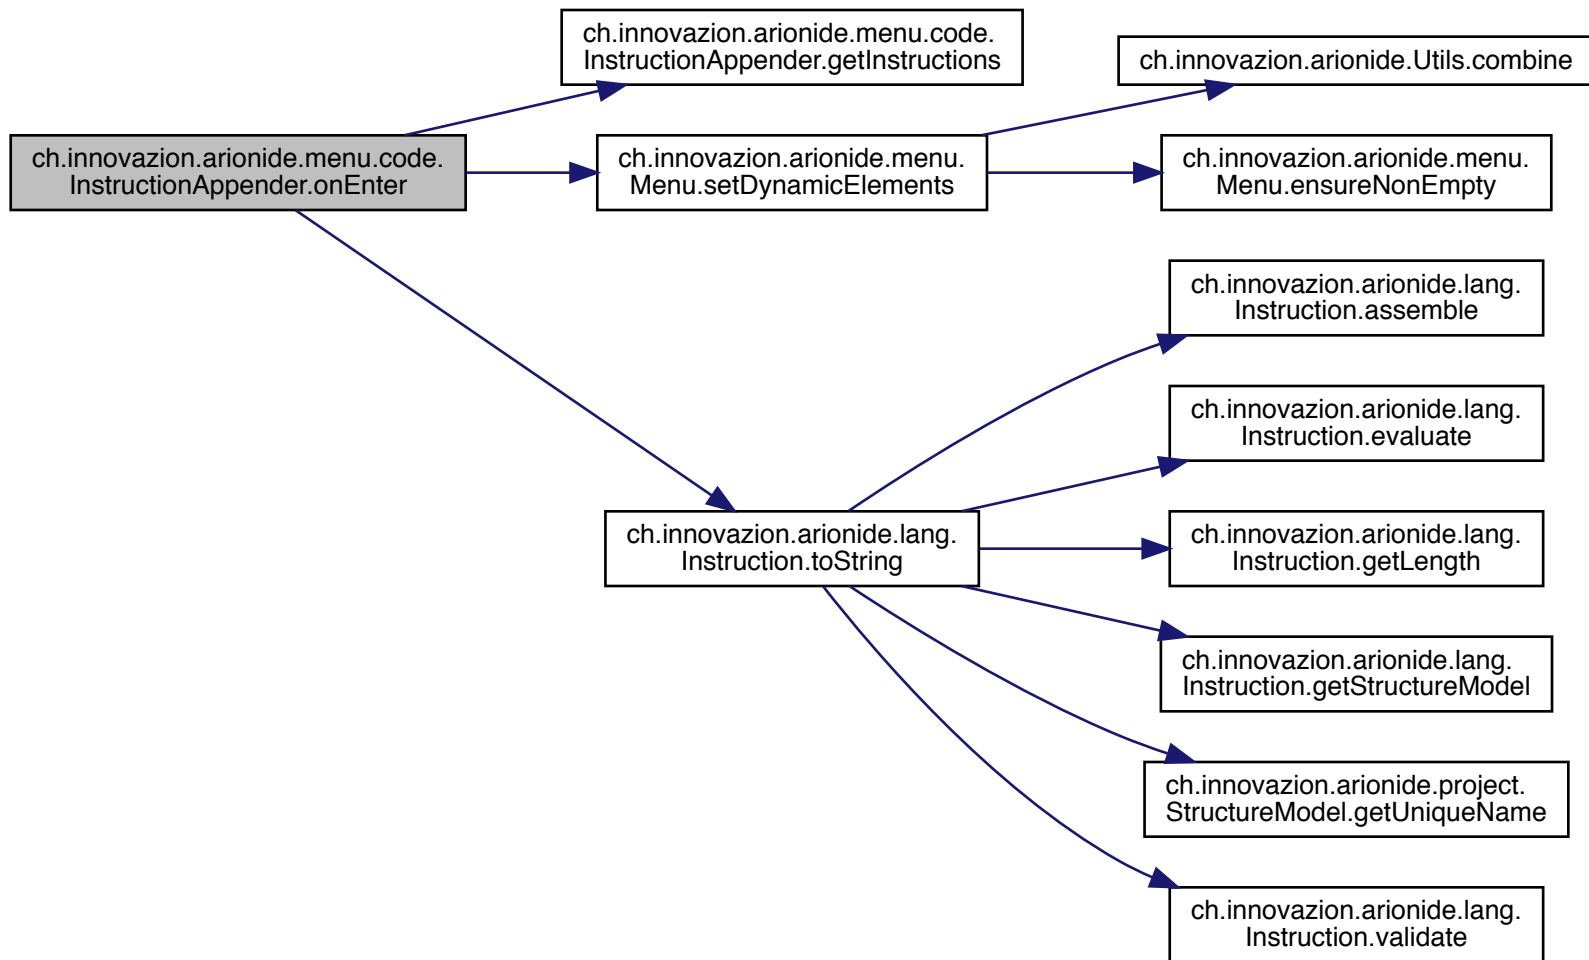 ch.innovazion.arionide.menu.code.
InstructionAppender.onEnter
ch.innovazion.arionide.menu.code.
InstructionAppender.getInstructions
ch.innovazion.arionide.menu.
Menu.setDynamicElements
ch.innovazion.arionide.Utils.combine
ch.innovazion.arionide.menu.
Menu.ensureNonEmpty
ch.innovazion.arionide.lang.
Instruction.toString
ch.innovazion.arionide.lang.
Instruction.assemble
ch.innovazion.arionide.lang.
Instruction.evaluate
ch.innovazion.arionide.lang.
Instruction.getLength
ch.innovazion.arionide.lang.
Instruction.getStructureModel
ch.innovazion.arionide.project.
StructureModel.getUniqueName
ch.innovazion.arionide.lang.
Instruction.validate